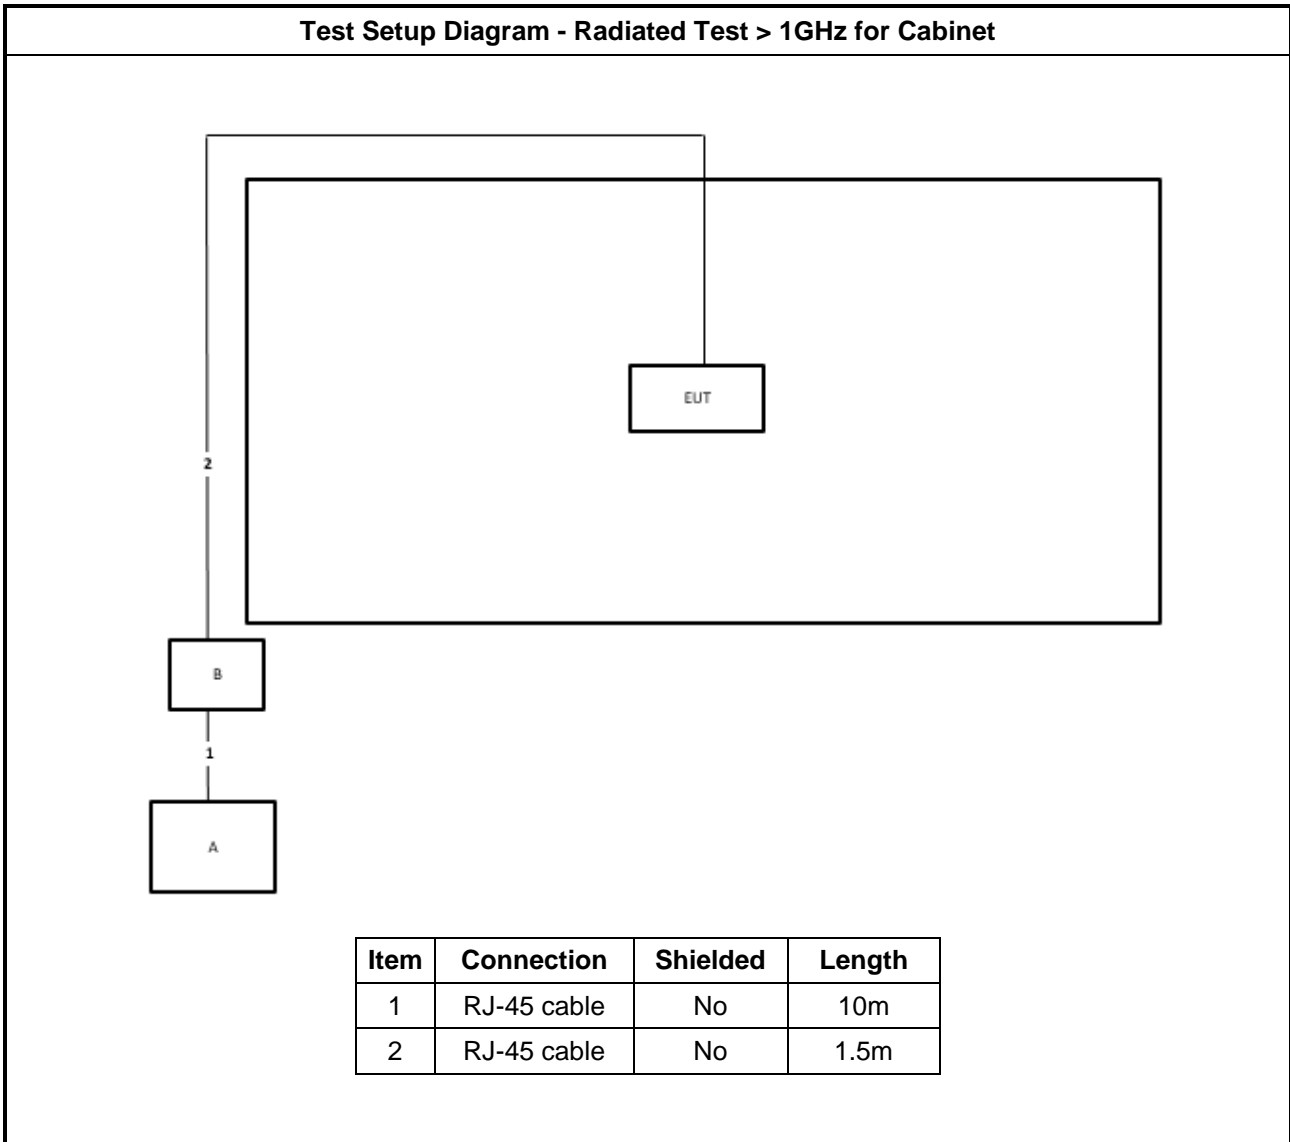 Test Setup Diagram - Radiated Test > 1GHz for Cabinet
EUT
2
B
1
A
Item Connection Shielded Length
1 RJ-45 cable No 10m
2 RJ-45 cable No 1.5m